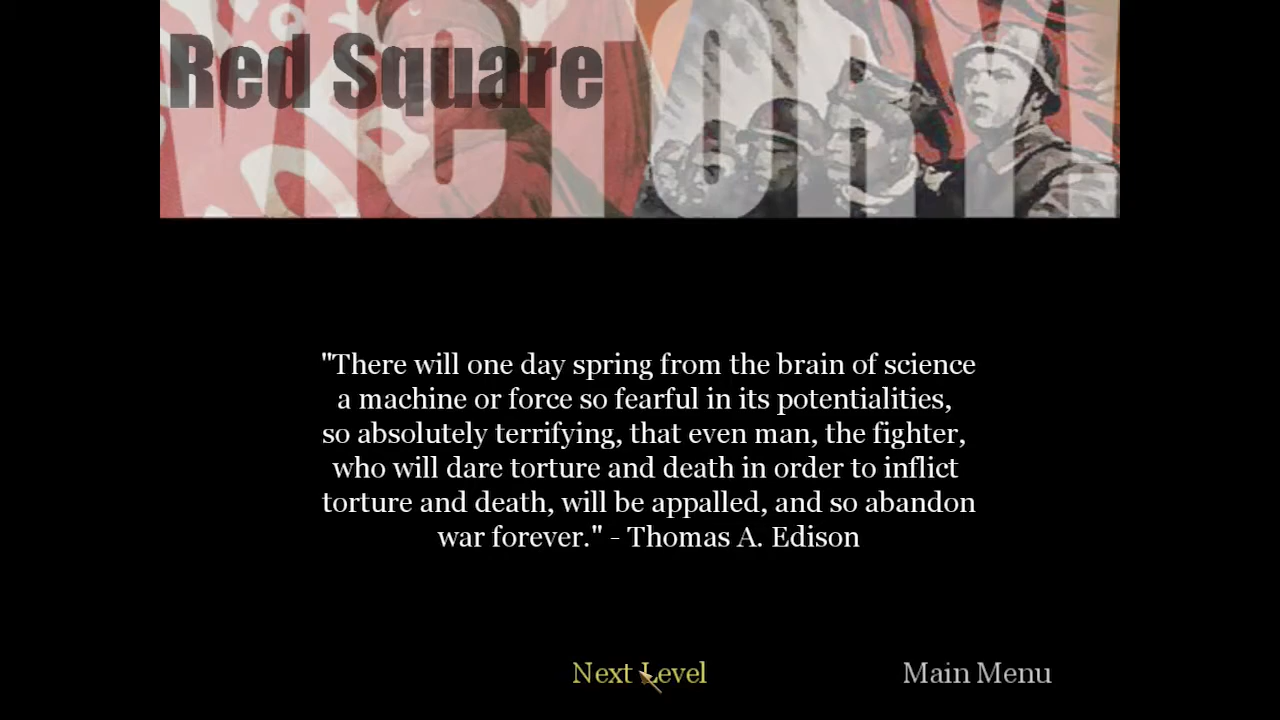 VICTORY!
Red Square
"There will one day spring from the brain of science
a machine or force so fearful in its potentialities,
so absolutely terrifying, that even man, the fighter,
who will dare torture and death in order to inflict
torture and death, will be appalled, and so abandon
war forever." - Thomas A. Edison
Next Level
Main Menu